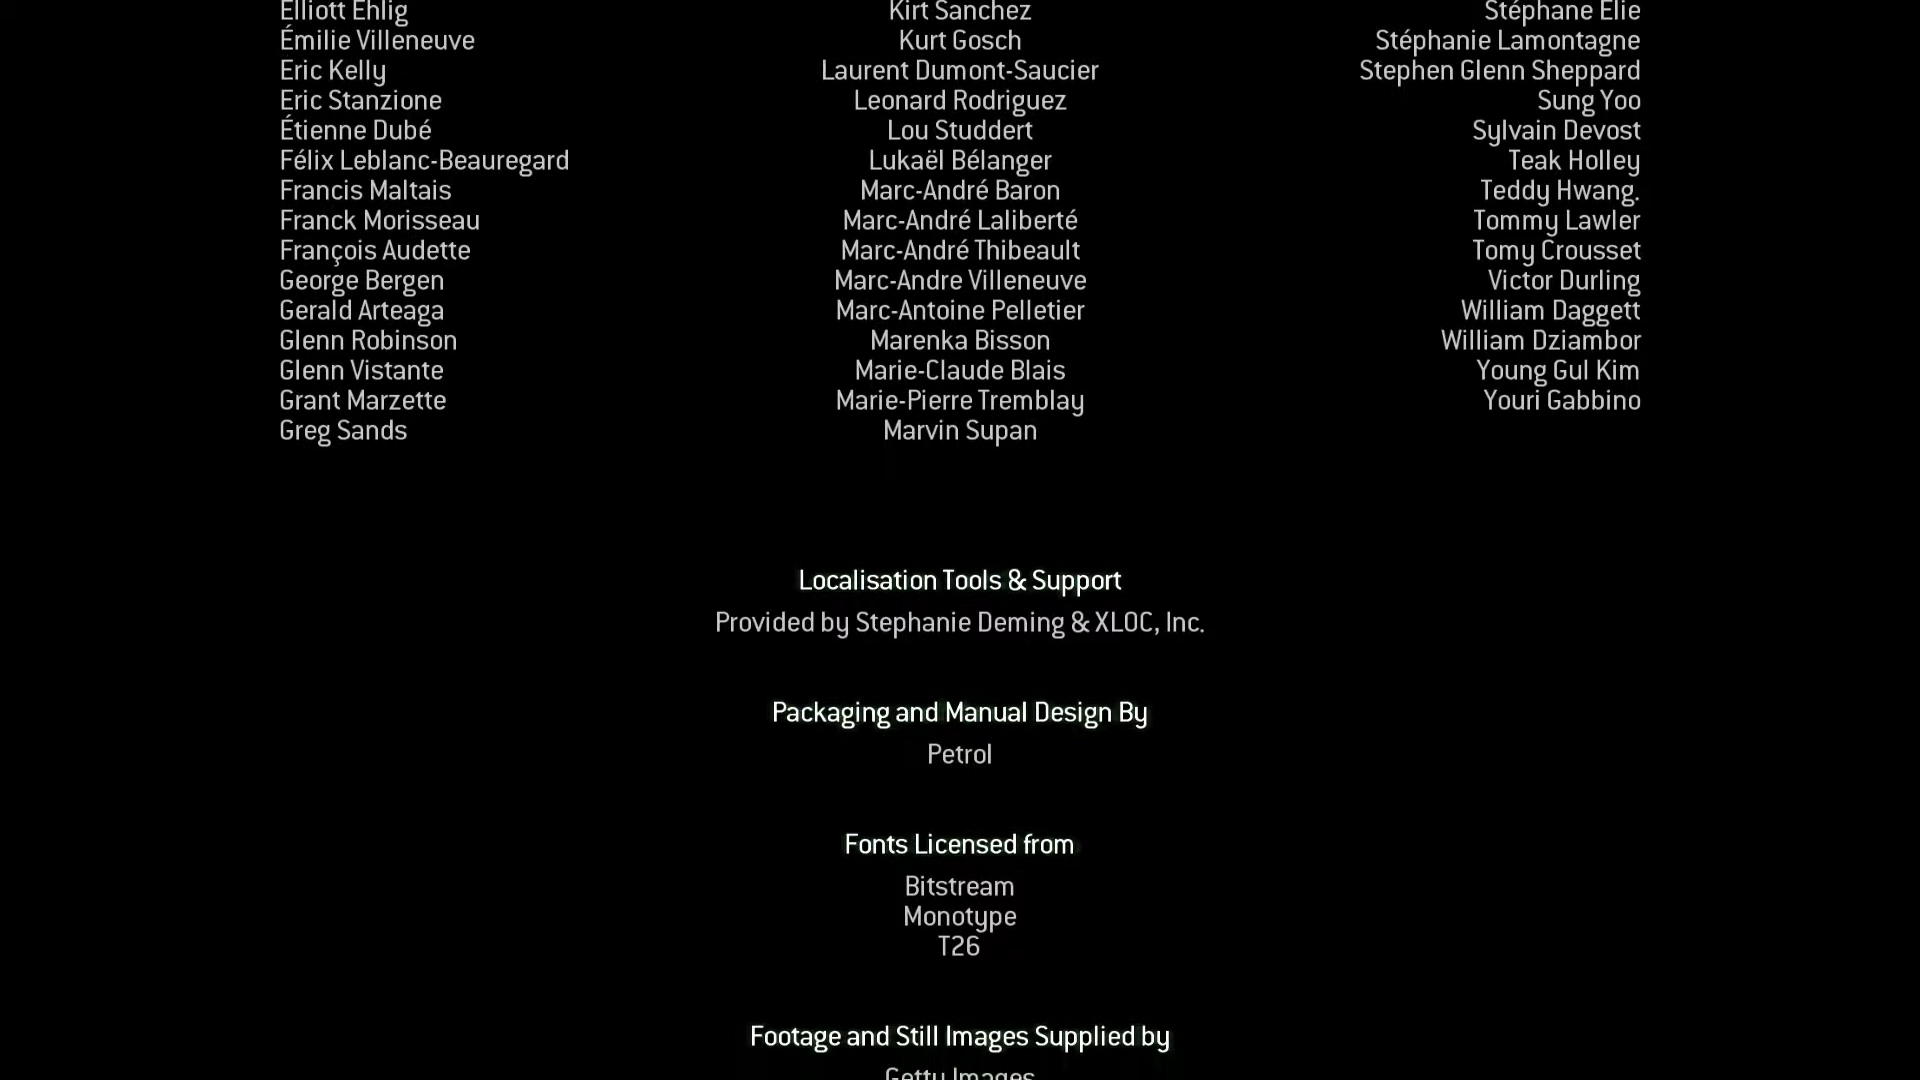 Elliott Ehlig
Émilie Villeneuve
Eric Kelly
Eric Stanzione
Étienne Dubé
Félix Leblanc-Beauregard
Francis Maltais
Franck Morisseau
François Audette
George Bergen
Gerald Arteaga
Glenn Robinson
Glenn Vistante
Grant Marzette
Greg Sands
Kirt Sanchez
Kurt Gosch
Laurent Dumont-Saucier
Leonard Rodriguez
Lou Studdert
Lukaël Bélanger
Marc-André Baron
Marc-André Laliberté
Marc-André Thibeault
Marc-Andre Villeneuve
Marc-Antoine Pelletier
Marenka Bisson
Marie-Claude Blais
Marie-Pierre Tremblay
Marvin Supan
Stéphane Elie
Stéphanie Lamontagne
Stephen Glenn Sheppard
Sung Yoo
Sylvain Devost
Teak Holley
Teddy Hwang.
Tommy Lawler
Tomy Crousset
Victor Durling
William Daggett
William Dziambor
Young Gul Kim
Youri Gabbino
Localisation Tools & Support
Provided by Stephanie Deming & XLOC, Inc.
Packaging and Manual Design By
Petrol
Fonts Licensed from
Bitstream
Monotype
T26
Footage and Still Images Supplied by
Getty Images